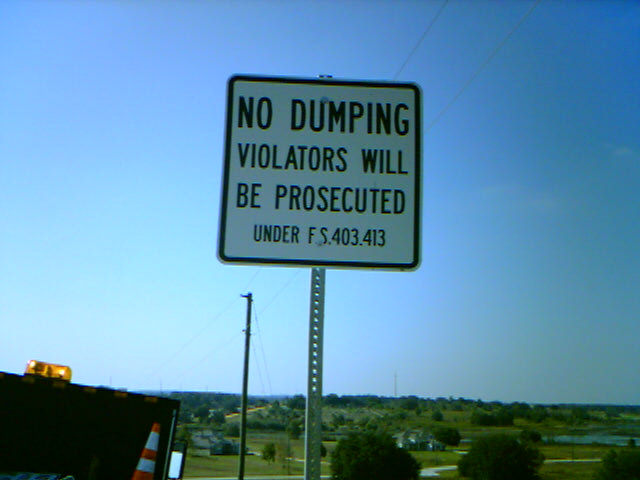 NO DUMPING
VIOLATORS WILL
BE PROSECUTED
UNDER F.S.403.413